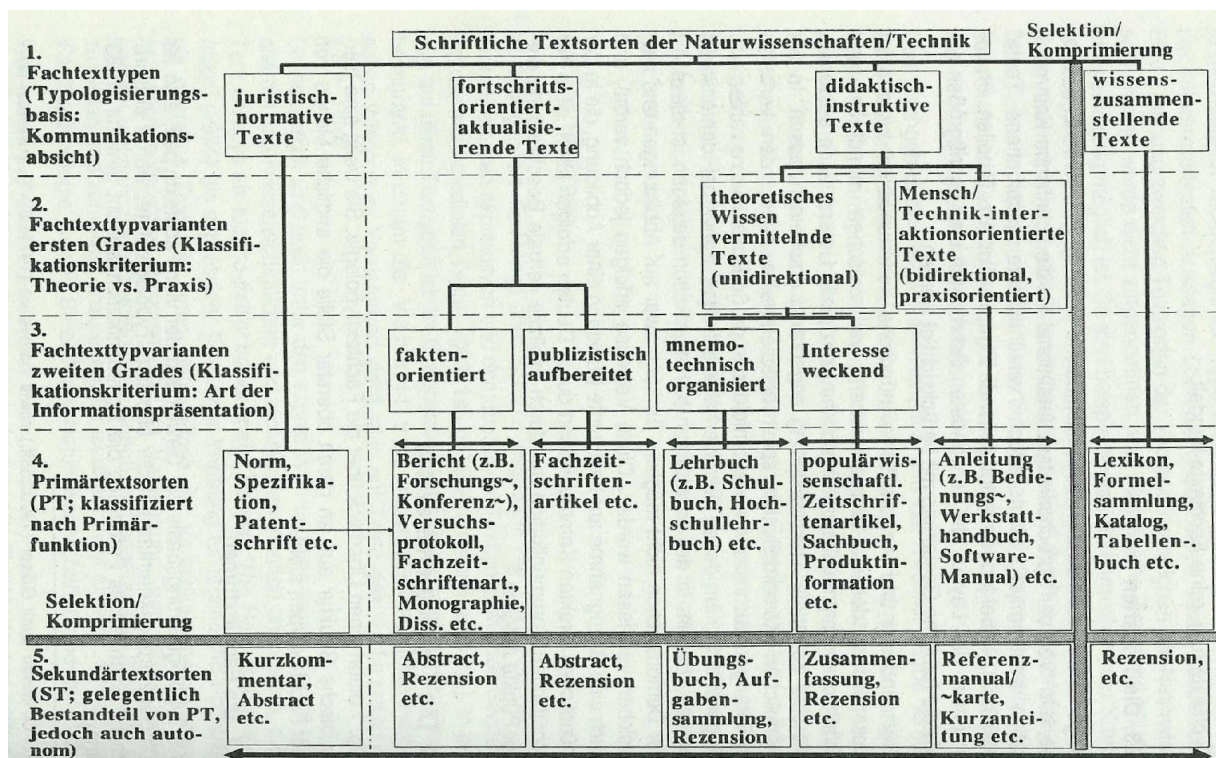 Schriftliche Textsorten der Naturwissenschaften/Technik
Selektion/
Komprimierung
1.
Fachtexttypen
(Typologisierungs-
basis:
Kommunikations-
absicht)
juristisch-
normative
Texte
fortschritts-
orientiert-
aktualisie-
rende Texte
didaktisch-
instruktive
Texte
wissens-
zusammen-
stellende
Texte
2.
Fachtexttypvarianten
ersten Grades (Klassifi-
kationskriterium:
Theorie vs. Praxis)
theoretisches
Wissen
vermittelnde
Texte
(unidirektional)
Mensch/
Technik-inter-
aktionsorientierte
Texte
(bidirektional,
praxisorientiert)
3.
Fachtexttypvarianten
zweiten Grades (Klassifi-
kationskriterium: Art der
Informationspräsentation)
fakten-
orientiert
publizistisch
aufbereitet
mnemo-
technisch
organisiert
Interesse
weckend
4.
Primärtextsorten
(PT; klassifiziert
nach Primär-
funktion)
Norm,
Spezifika-
tion,
Patent-
schrift etc.
Bericht (z.B.
Forschungs~,
Konferenz~),
Versuchs-
protokoll,
Fachzeit-
schriftenart.,
Monographie,
Diss. etc.
Fachzeit-
schriften-
artikel etc.
Lehrbuch
(z.B. Schul-
buch, Hoch-
schullehr-
buch) etc.
populärwis-
senschaftl.
Zeitschrif-
tenartikel,
Sachbuch,
Produktin-
formation
etc.
Anleitung
(z.B. Bedie-
nungs~,
Werkstatt-
handbuch,
Software-
Manual) etc.
Lexikon,
Formel-
sammlung,
Katalog,
Tabellen-.
buch etc.
Selektion/
Komprimierung
5.
Sekundärtextsorten
(ST; gelegentlich
Bestandteil von PT,
jedoch auch auto-
nom)
Kurzkom-
mentar,
Abstract
etc.
Abstract,
Rezension
etc.
Abstract,
Rezension
etc.
Übungs-
buch, Auf-
gaben-
sammlung,
Rezension
Zusammen-
fassung,
Rezension
etc.
Referenz-
manual/
~karte,
Kurzanlei-
tung etc.
Rezension,
etc.